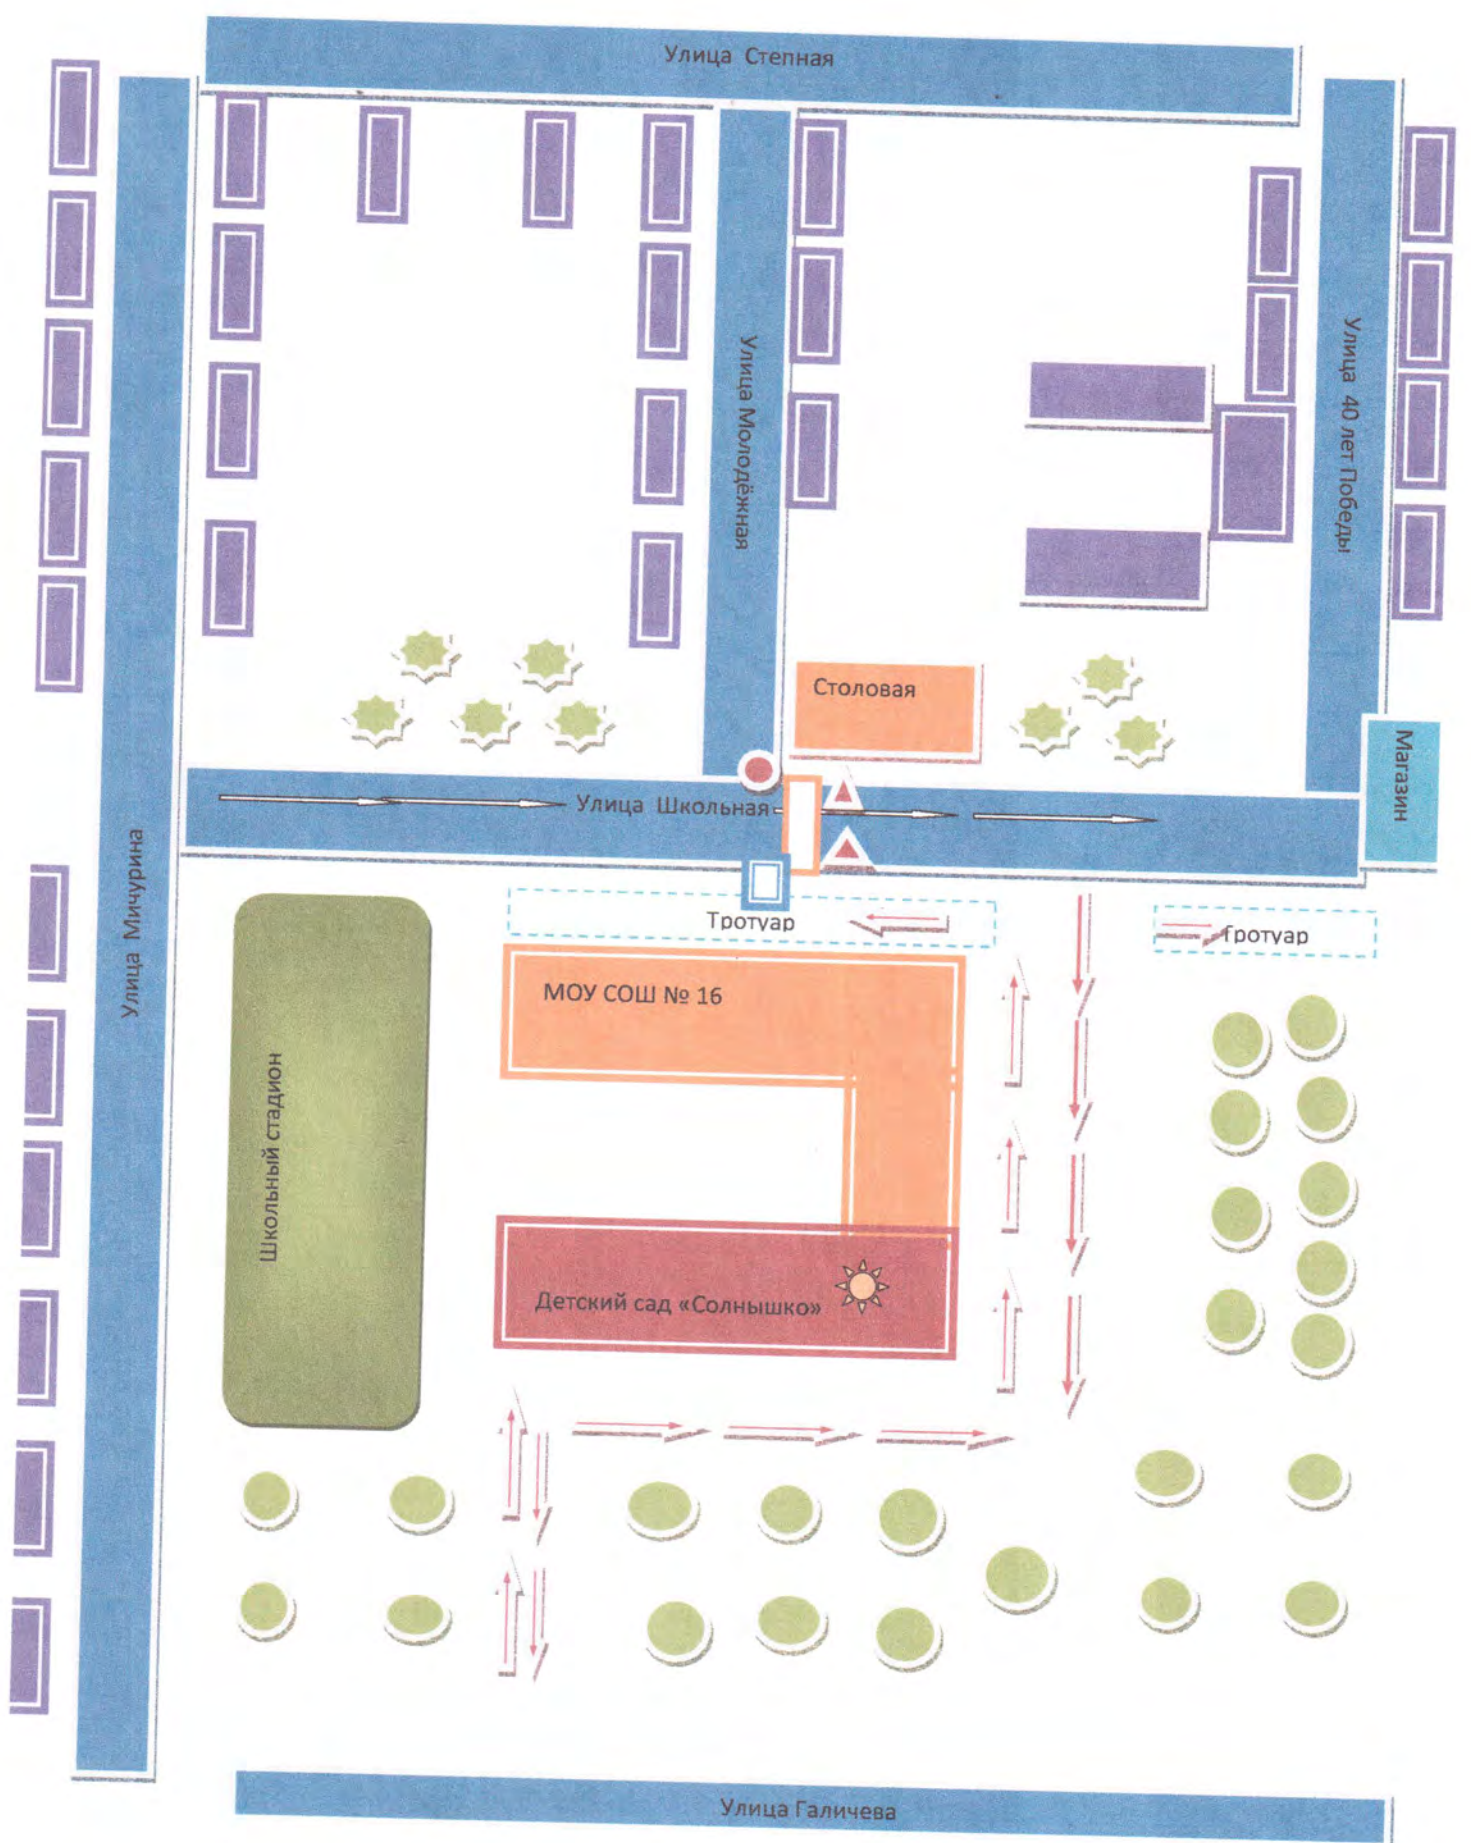 Улица Степная
Улица Молодёжная
Улица 40 лет Победы
Столовая
Магазин
Улица Школьная
Улица Мичурина
Тротуар
Тротуар
МОУ СОШ № 16
Школьный стадион
Детский сад «Солнышко»
Улица Галичева